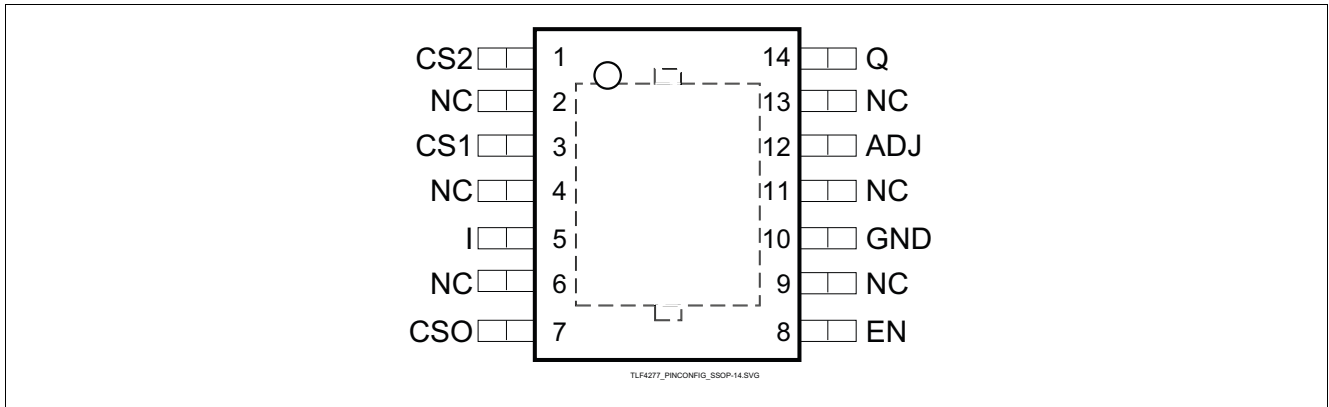 CS2 1 14 Q
NC 2 13 NC
CS1 3 12 ADJ
NC 4 11 NC
I 5 10 GND
NC 6 9 NC
CSO 7 8 EN
TLF4277_PINCONFIG_SSOP-14.SVG